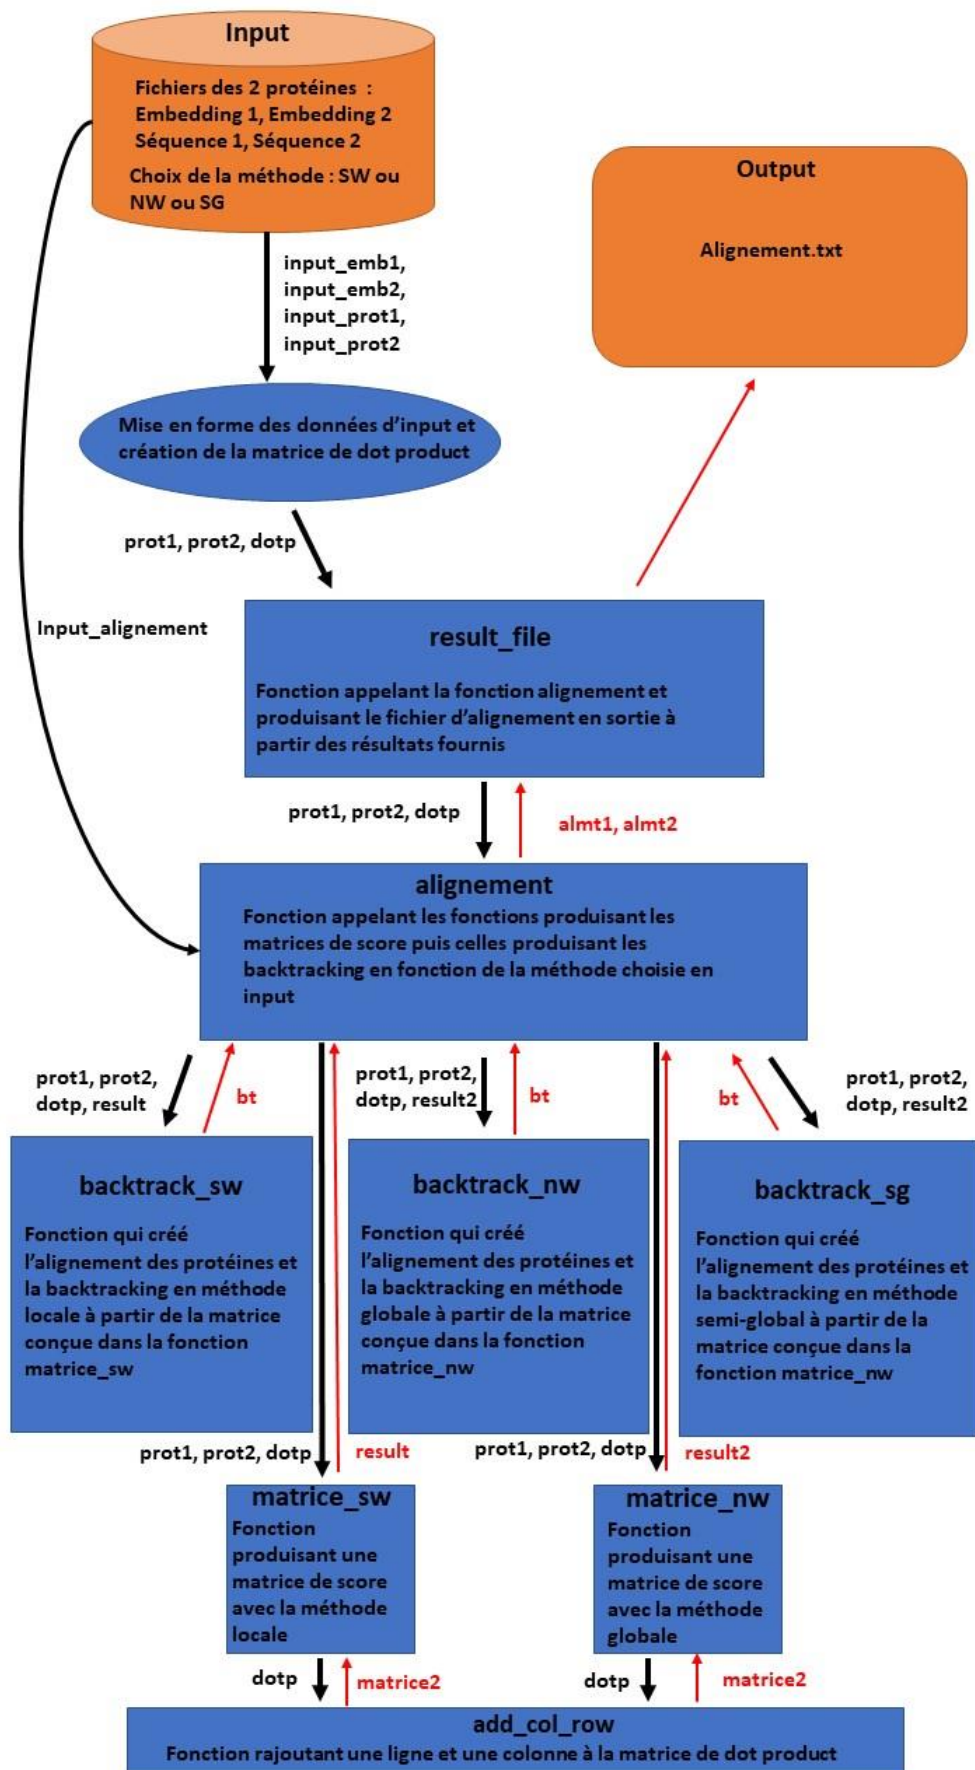 Input
Fichiers des 2 protéines :
Embedding 1, Embedding 2
Séquence 1, Séquence 2
Choix de la méthode : SW ou
NW ou SG
Output
Alignement.txt
input_emb1,
input_emb2,
input_prot1,
input_prot2
Mise en forme des données d'input et
création de la matrice de dot product
prot1, prot2, dotp
Input_alignement
result_file
Fonction appelant la fonction alignement et
produisant le fichier d'alignement en sortie à
partir des résultats fournis
prot1, prot2, dotp
almt1, almt2
alignement
Fonction appelant les fonctions produisant les
matrices de score puis celles produisant les
backtracking en fonction de la méthode choisie en
input
prot1, prot2,
dotp, result
bt
prot1, prot2,
dotp, result2
bt
bt
prot1, prot2,
dotp, result2
backtrack_sw
Fonction qui créé
l'alignement des protéines et
la backtracking en méthode
locale à partir de la matrice
conçue dans la fonction
matrice_sw
backtrack_nw
Fonction qui créé
l'alignement des protéines et
la backtracking en méthode
globale à partir de la matrice
conçue dans la fonction
matrice_nw
backtrack_sg
Fonction qui créé
l'alignement des protéines et
la backtracking en méthode
semi-global à partir de la
matrice conçue dans la
fonction matrice_nw
prot1, prot2, dotp
result
prot1, prot2, dotp
result2
matrice_sw
Fonction
produisant une
matrice de score
avec la méthode
locale
matrice_nw
Fonction
produisant une
matrice de score
avec la méthode
globale
dotp
matrice2
dotp
matrice2
add_col_row
Fonction rajoutant une ligne et une colonne à la matrice de dot product